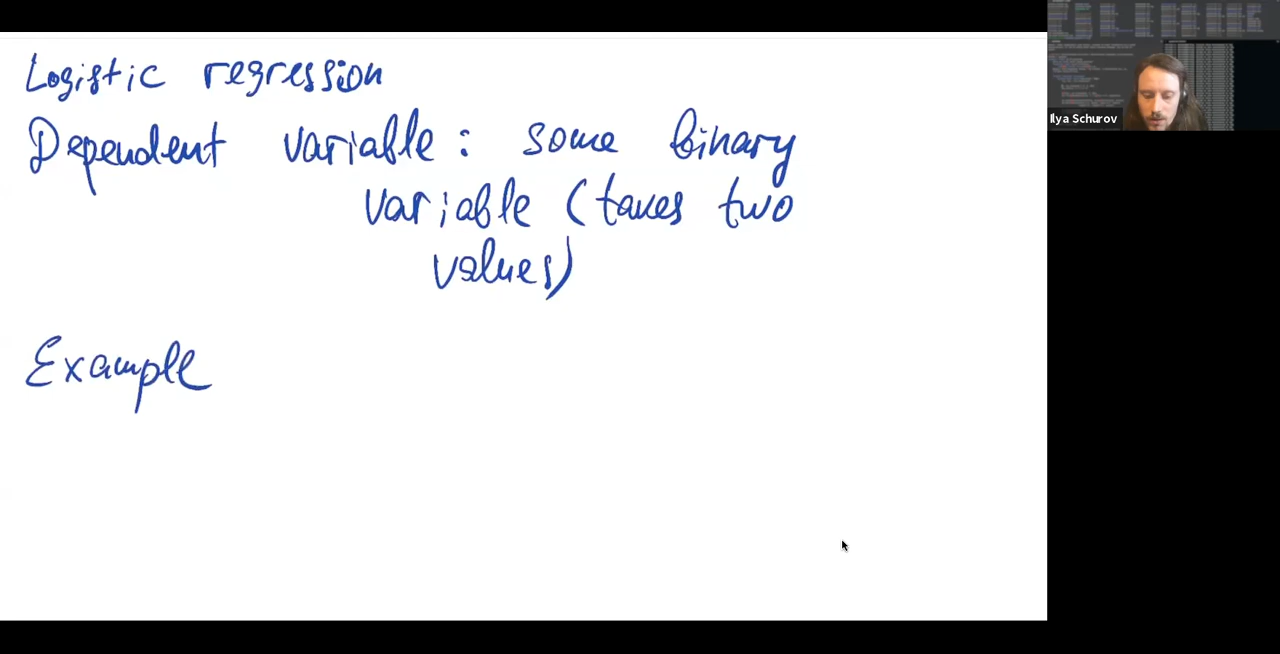 Logistic regression
Dependent variable: some binary
variable (takes two
values)
Example
Ilya Schurov